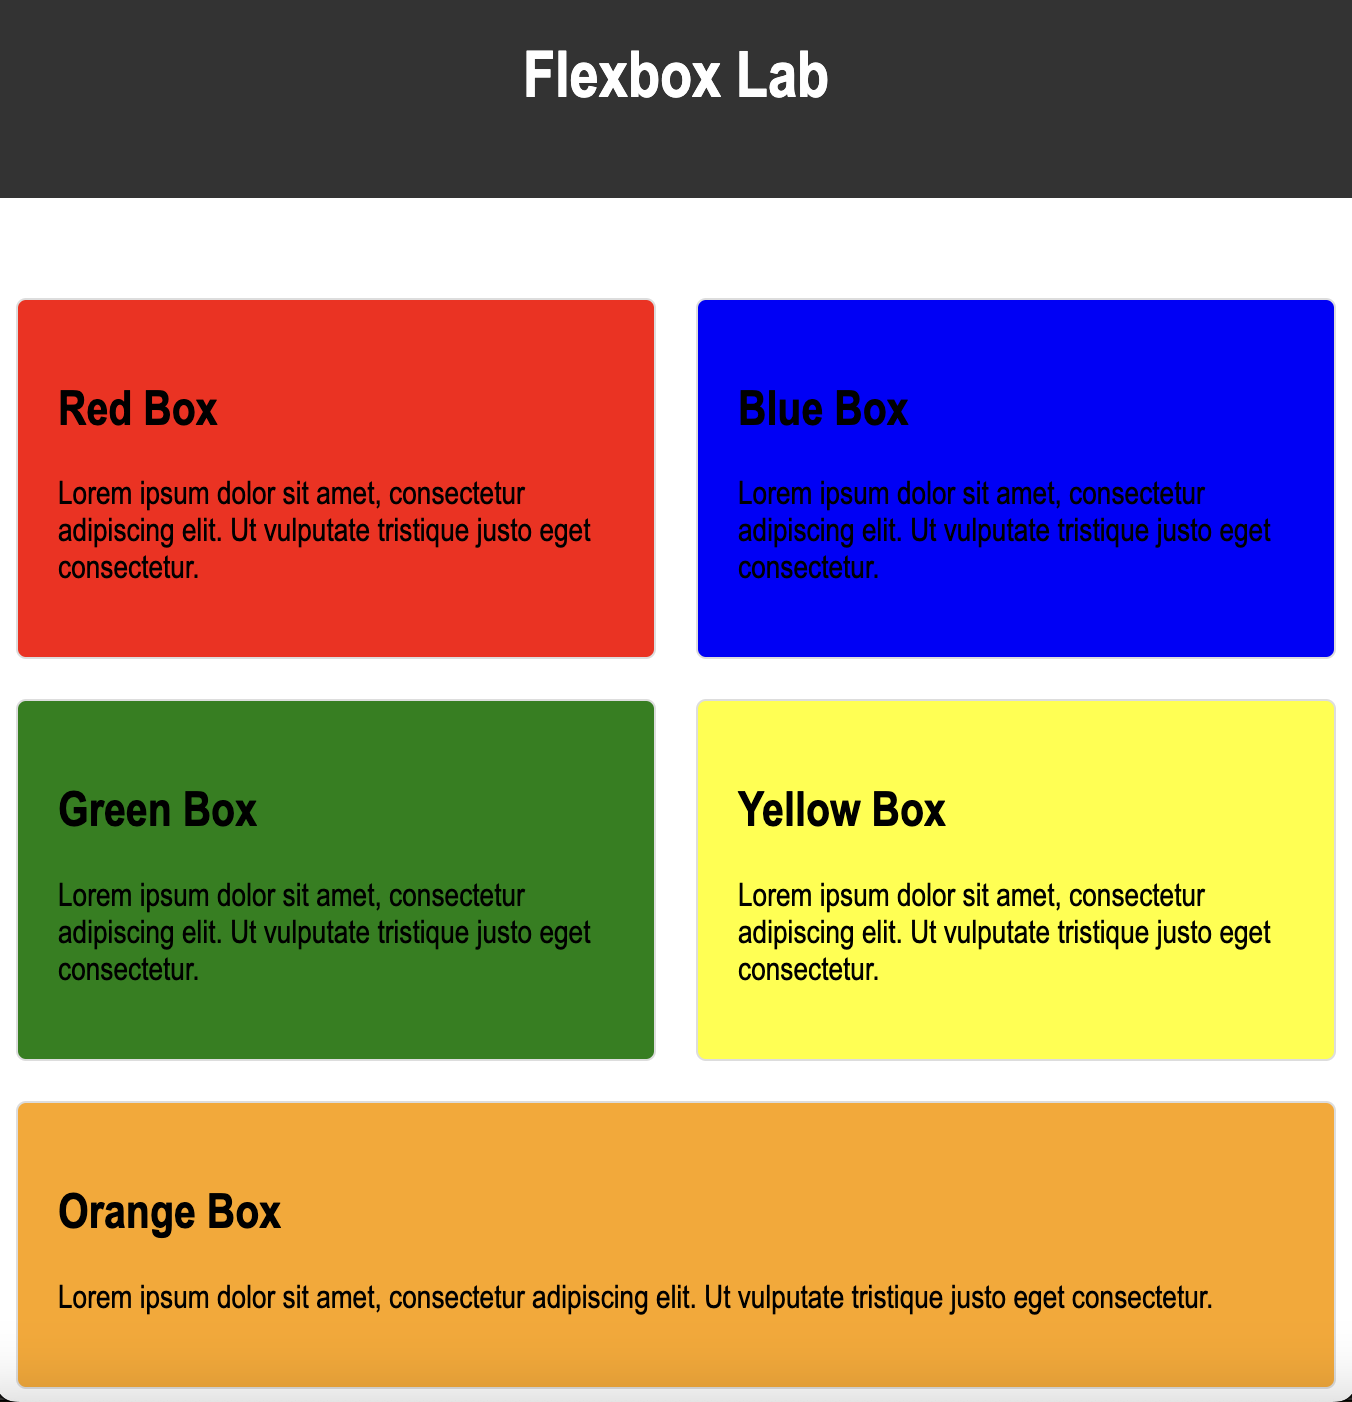 Flexbox Lab
Red Box
Lorem ipsum dolor sit amet, consectetur
adipiscing elit. Ut vulputate tristique justo eget
consectetur.
Blue Box
Lorem ipsum dolor sit amet, consectetur
adipiscing elit. Ut vulputate tristique justo eget
consectetur.
Green Box
Lorem ipsum dolor sit amet, consectetur
adipiscing elit. Ut vulputate tristique justo eget
consectetur.
Yellow Box
Lorem ipsum dolor sit amet, consectetur
adipiscing elit. Ut vulputate tristique justo eget
consectetur.
Orange Box
Lorem ipsum dolor sit amet, consectetur adipiscing elit. Ut vulputate tristique justo eget consectetur.